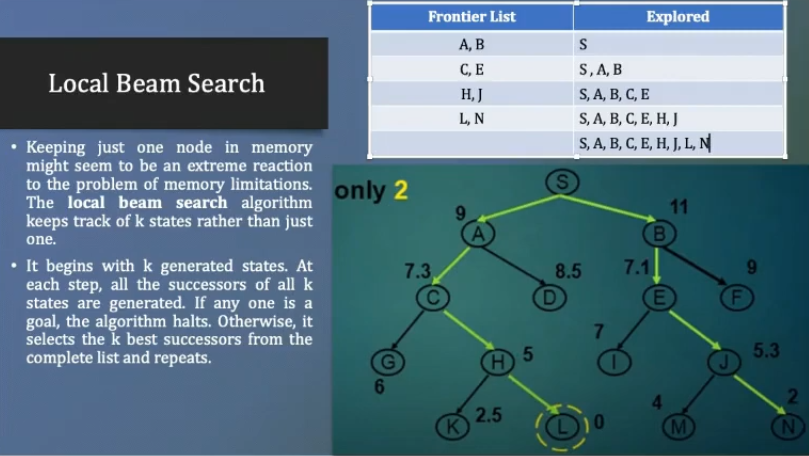 Local Beam Search
• Keeping just one node in memory
might seem to be an extreme reaction
to the problem of memory limitations.
The local beam search algorithm
keeps track of k states rather than just
one.
• It begins with k generated states. At
each step, all the successors of all k
states are generated. If any one is a
goal, the algorithm halts. Otherwise, it
selects the k best successors from the
complete list and repeats.
Frontier List Explored
A, B S
C, E S , A, B
H, J S, A, B, C, E
L, N S, A, B, C, E, H, J
S, A, B, C, E, H, J, L, N
only 2
S
9 11
A B
7.3 8.5 7.1 9
C D E F
7 5.3
G H 5 I J
6
2.5 0 4 2
K L M N